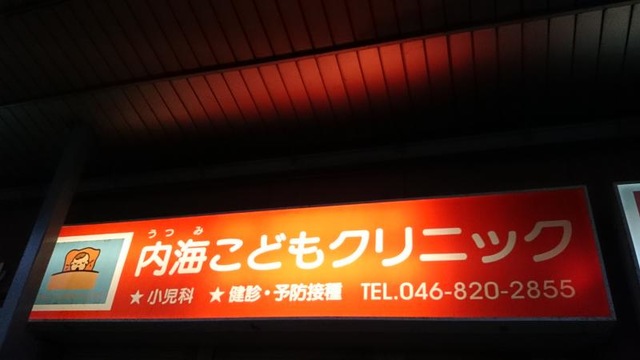 うつみ
内海こどもクリニック
★小児科 ★健診・予防接種 TEL.046-820-2855